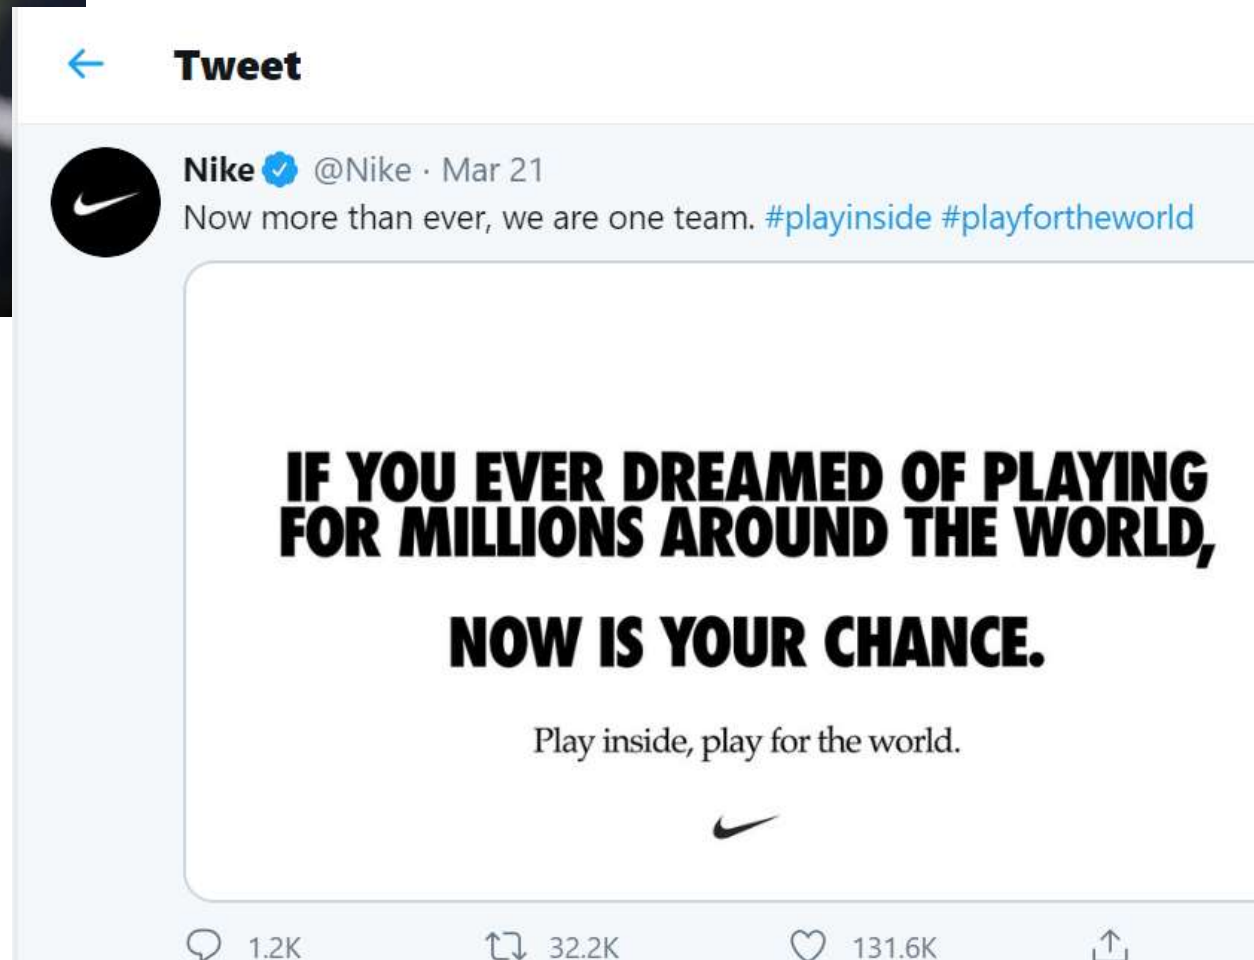 Tweet
Nike @Nike · Mar 21
Now more than ever, we are one team. #playinside #playfortheworld
IF YOU EVER DREAMED OF PLAYING
FOR MILLIONS AROUND THE WORLD,
NOW IS YOUR CHANCE.
Play inside, play for the world.
1.2K 32.2K 131.6K